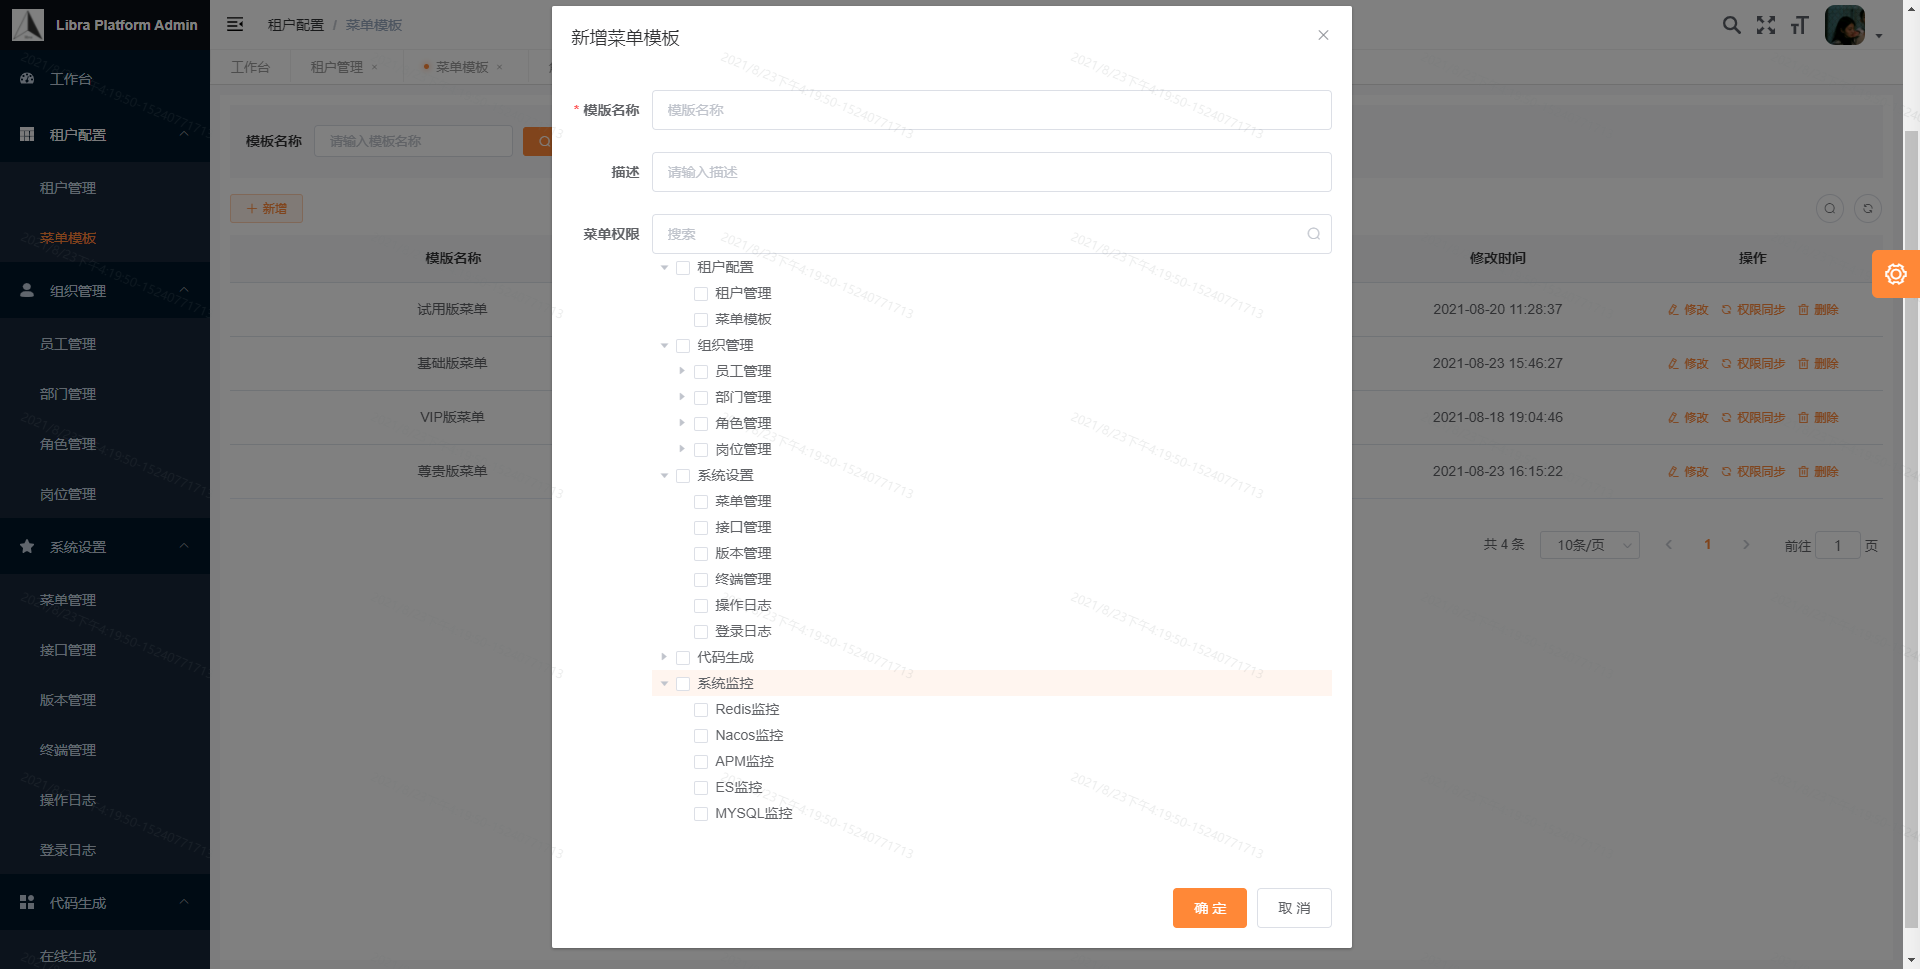 Libra Platform Admin
工作台
租户配置
租户管理
菜单模板
组织管理
员工管理
部门管理
角色管理
岗位管理
系统设置
菜单管理
接口管理
版本管理
终端管理
操作日志
登录日志
代码生成
在线生成
租户配置 / 菜单模板
工作台 租户管理 × 菜单模板 ×
模板名称 请输入模板名称
+ 新增
模版名称 修改时间 操作
试用版菜单 2021-08-20 11:28:37 修改 权限同步 删除
基础版菜单 2021-08-23 15:46:27 修改 权限同步 删除
VIP版菜单 2021-08-18 19:04:46 修改 权限同步 删除
尊贵版菜单 2021-08-23 16:15:22 修改 权限同步 删除
共 4 条 10条/页 1 前往 1 页
新增菜单模板
* 模版名称 模版名称
描述 请输入描述
菜单权限 搜索
租户配置
租户管理
菜单模板
组织管理
员工管理
部门管理
角色管理
岗位管理
系统设置
菜单管理
接口管理
版本管理
终端管理
操作日志
登录日志
代码生成
系统监控
Redis监控
Nacos监控
APM监控
ES监控
MYSQL监控
确 定 取 消
2021/8/23下午4:19:50-15240771713